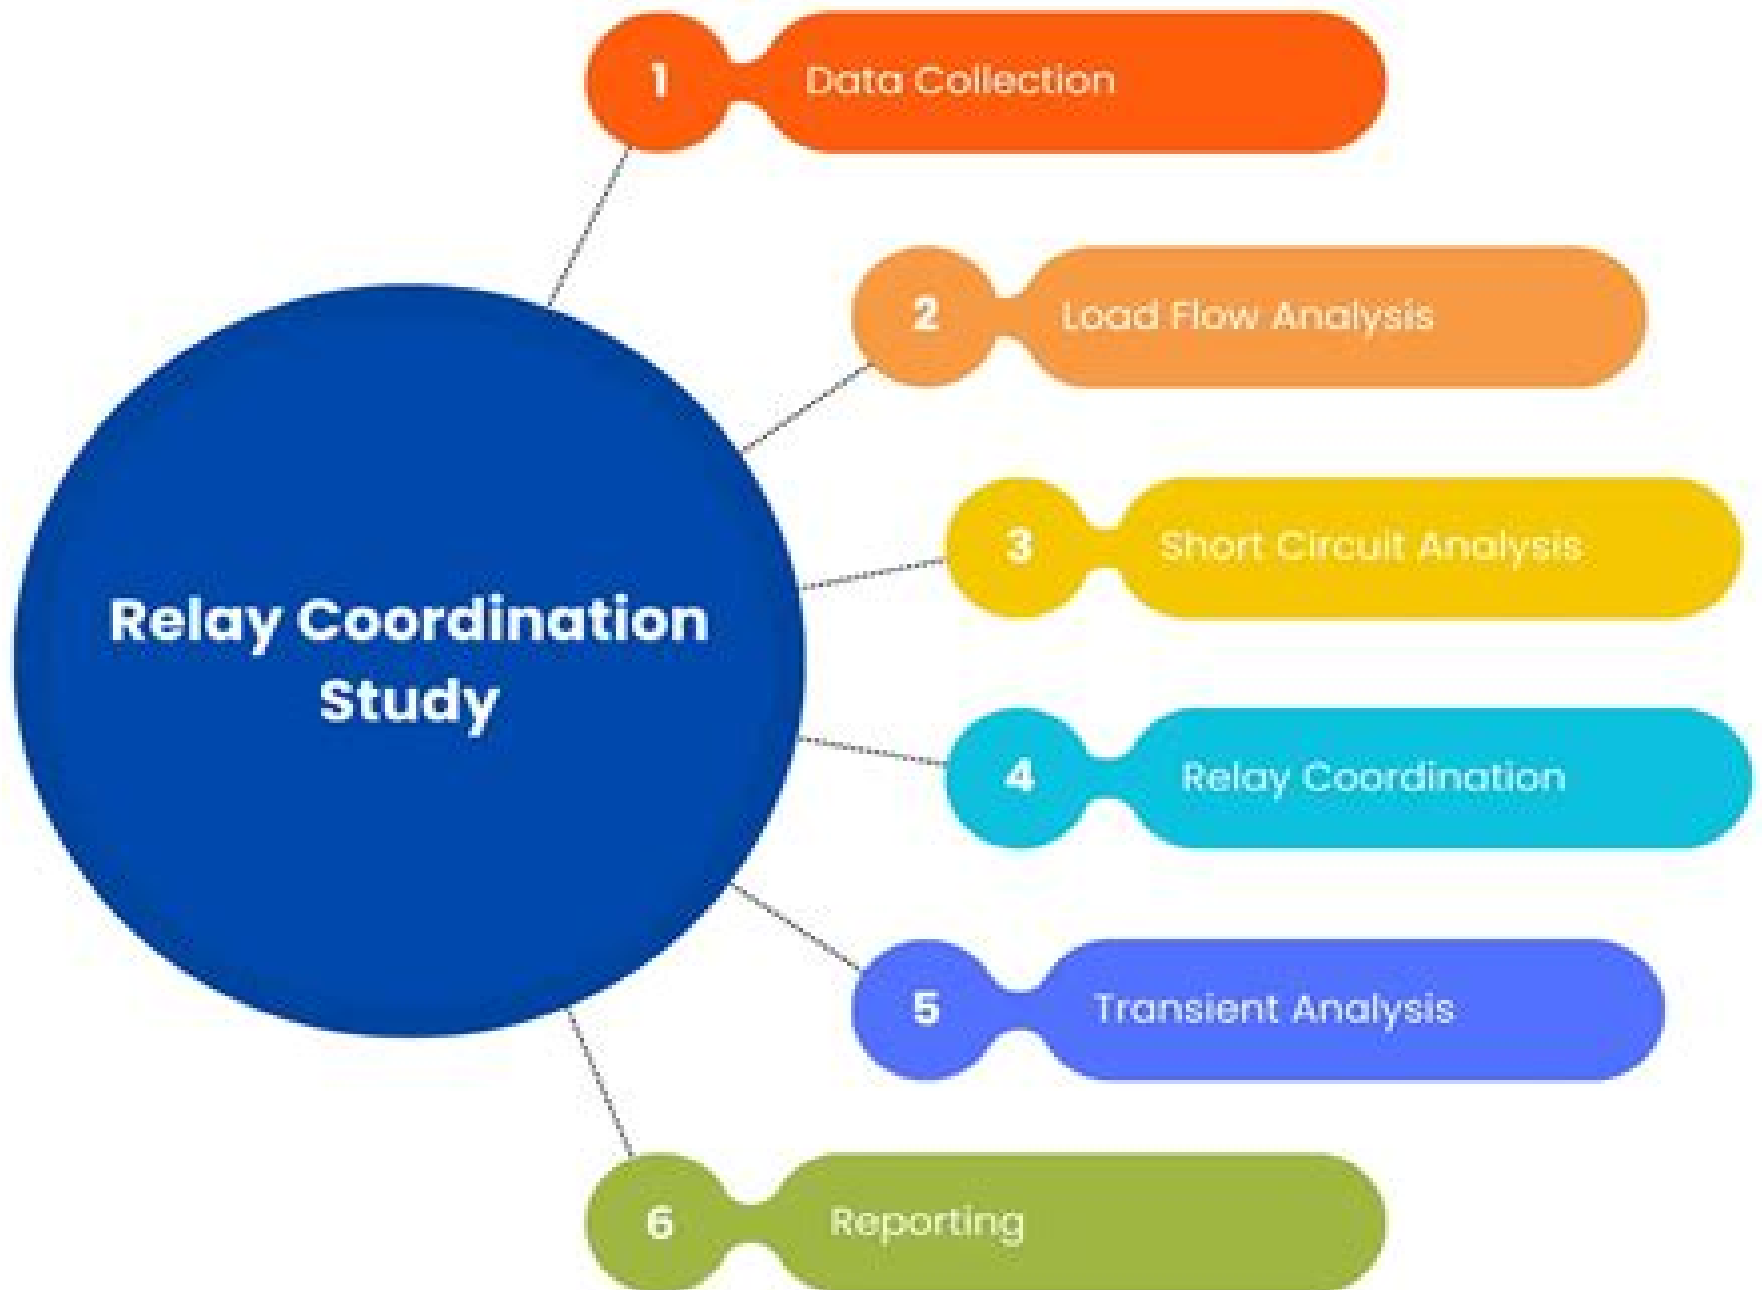 Relay Coordination
Study
1 Data Collection
2 Load Flow Analysis
3 Short Circuit Analysis
4 Relay Coordination
5 Transient Analysis
6 Reporting